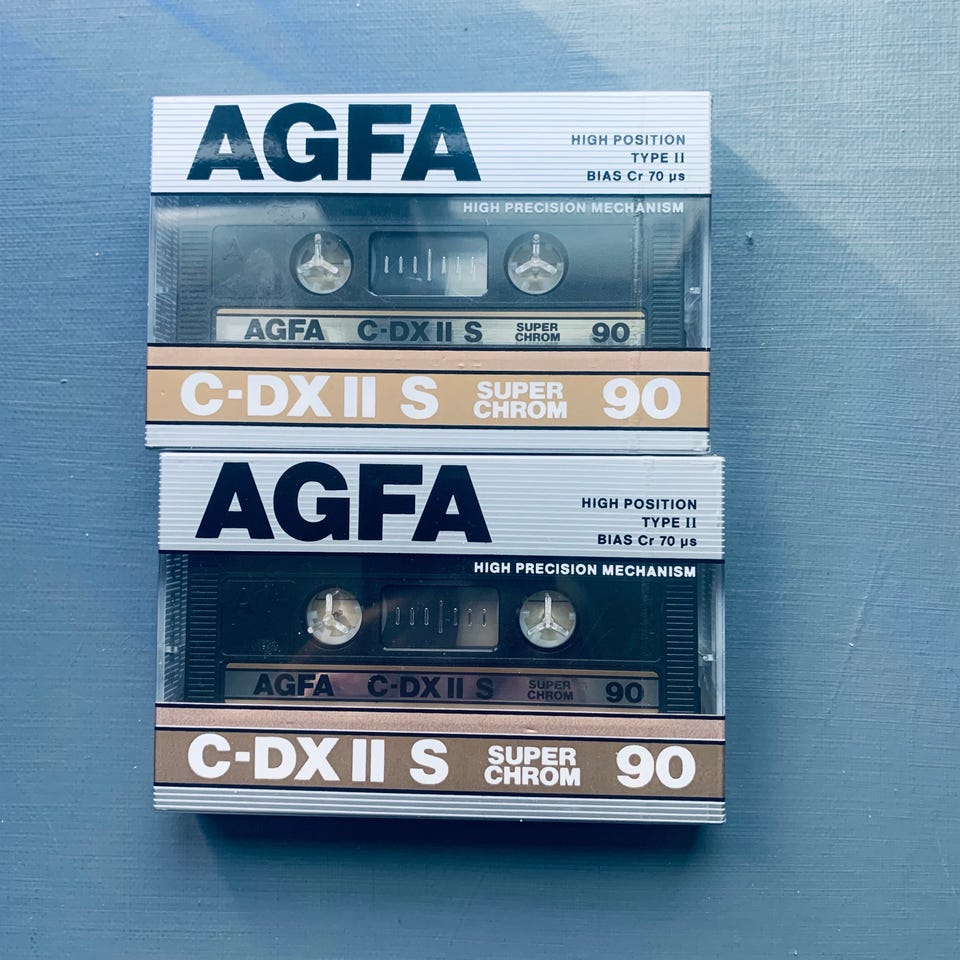 AGFA
HIGH POSITION
TYPE II
BIAS Cr 70 µs
HIGH PRECISION MECHANISM
AGFA C-DX II S SUPER CHROM 90
C-DX II S SUPER CHROM 90
AGFA
HIGH POSITION
TYPE II
BIAS Cr 70 µs
HIGH PRECISION MECHANISM
AGFA C-DX II S SUPER CHROM 90
C-DX II S SUPER CHROM 90